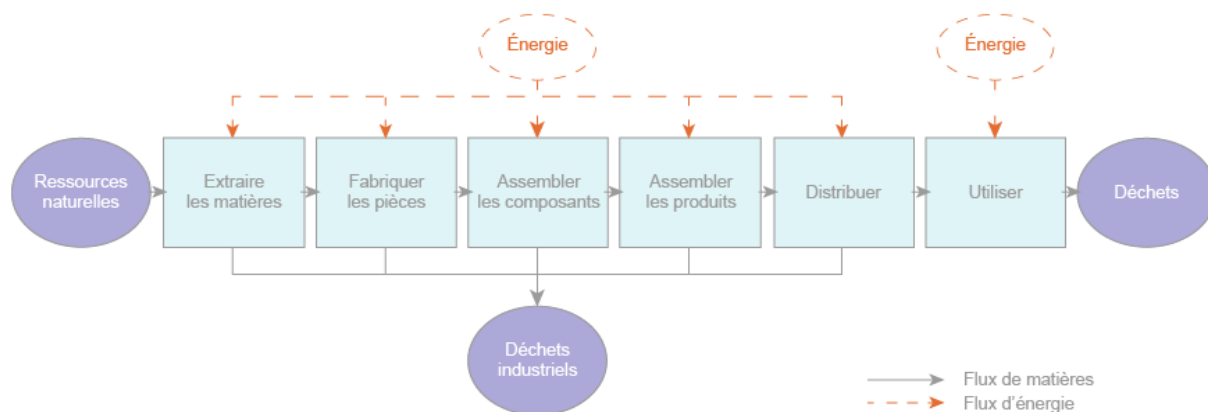 Énergie
Énergie
Ressources
naturelles
Extraire
les matières
Fabriquer
les pièces
Assembler
les composants
Assembler
les produits
Distribuer
Utiliser
Déchets
Déchets
industriels
Flux de matières
Flux d'énergie